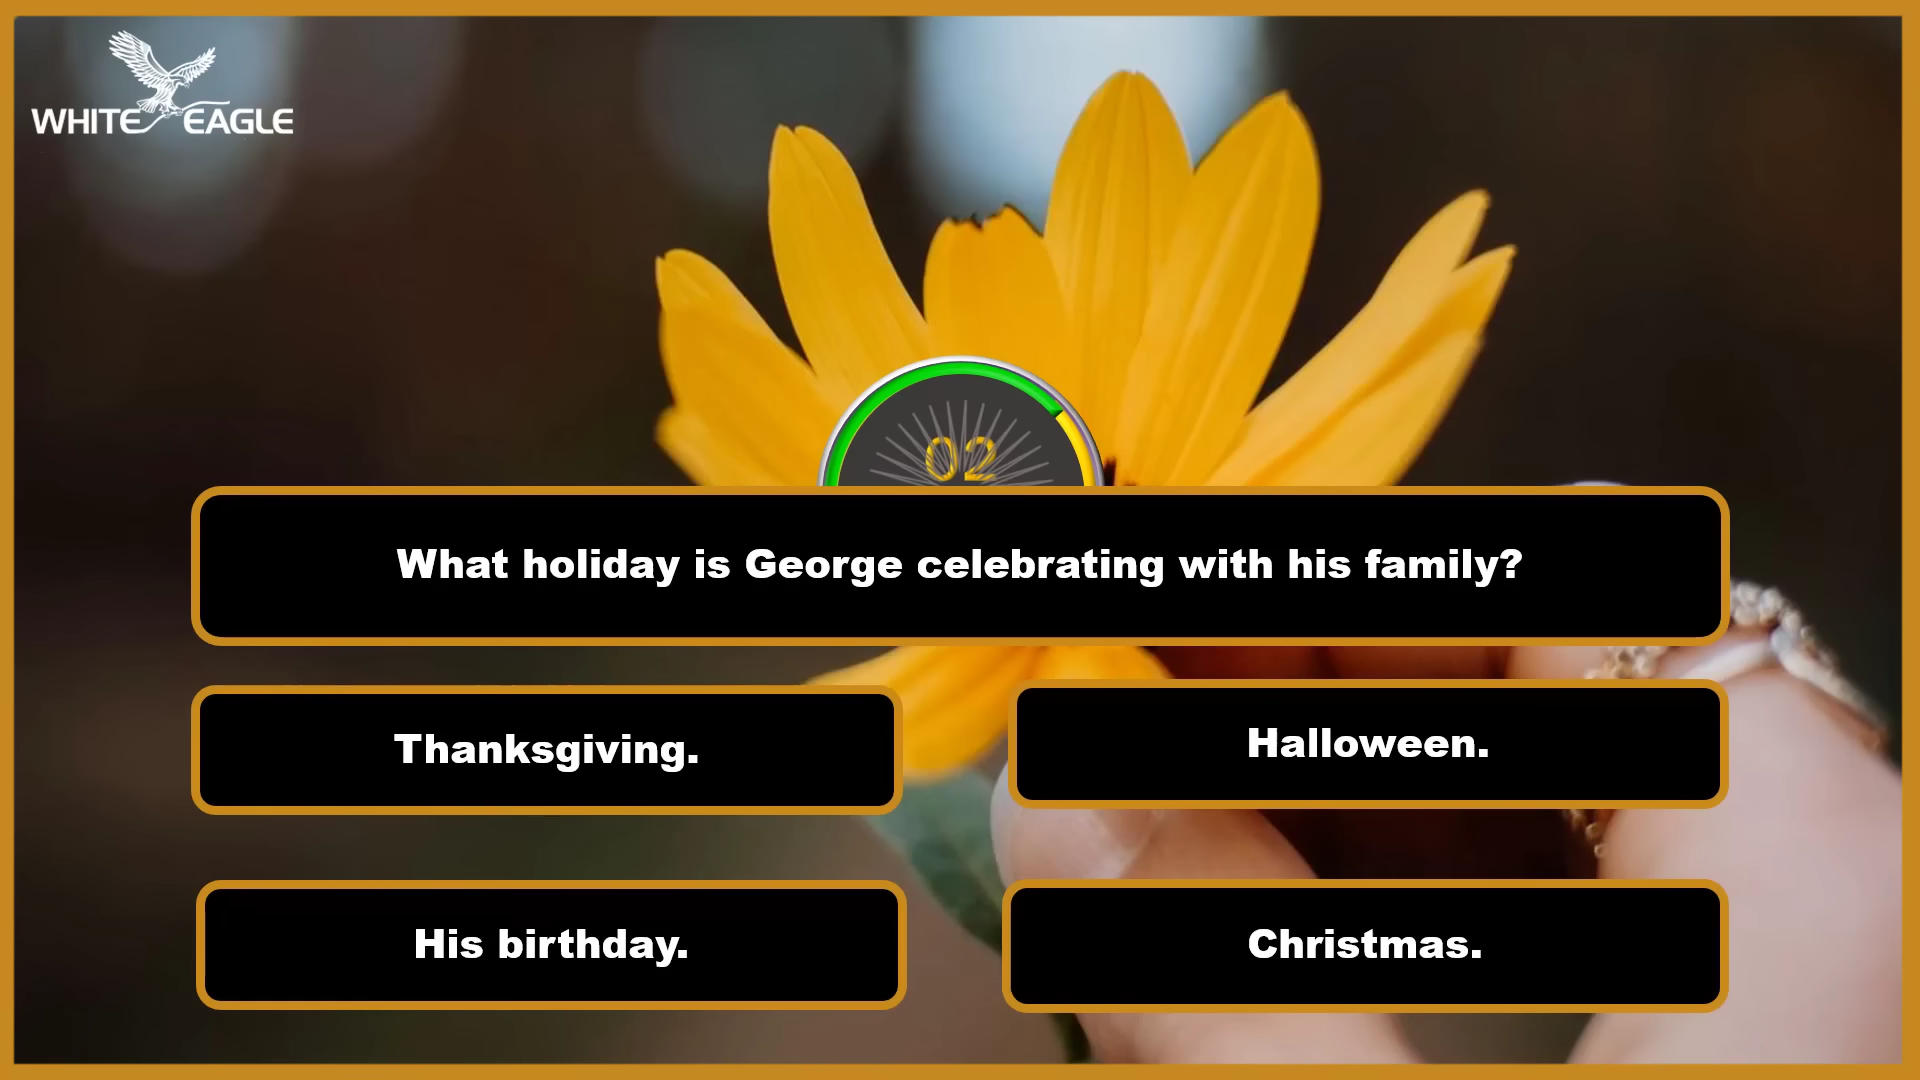 WHITE EAGLE
02
What holiday is George celebrating with his family?
Thanksgiving.
Halloween.
His birthday.
Christmas.